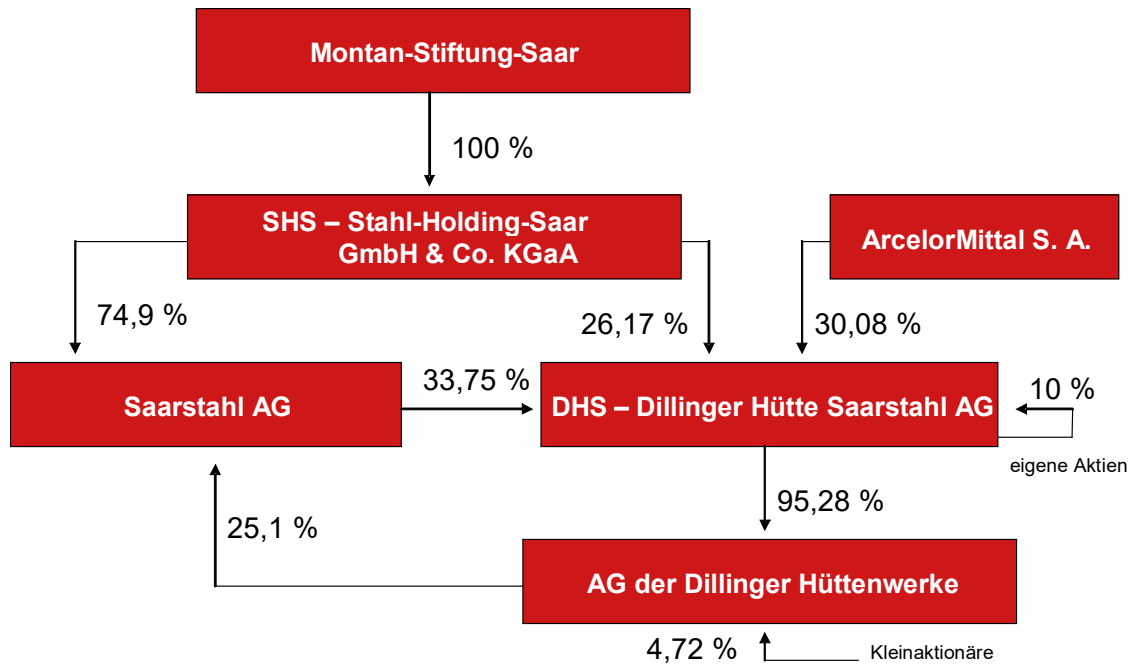 Montan-Stiftung-Saar
100 %
SHS – Stahl-Holding-Saar
GmbH & Co. KGaA
ArcelorMittal S. A.
74,9 %
26,17 %
30,08 %
Saarstahl AG
33,75 %
DHS – Dillinger Hütte Saarstahl AG
10 %
eigene Aktien
95,28 %
25,1 %
AG der Dillinger Hüttenwerke
4,72 %
Kleinaktionäre